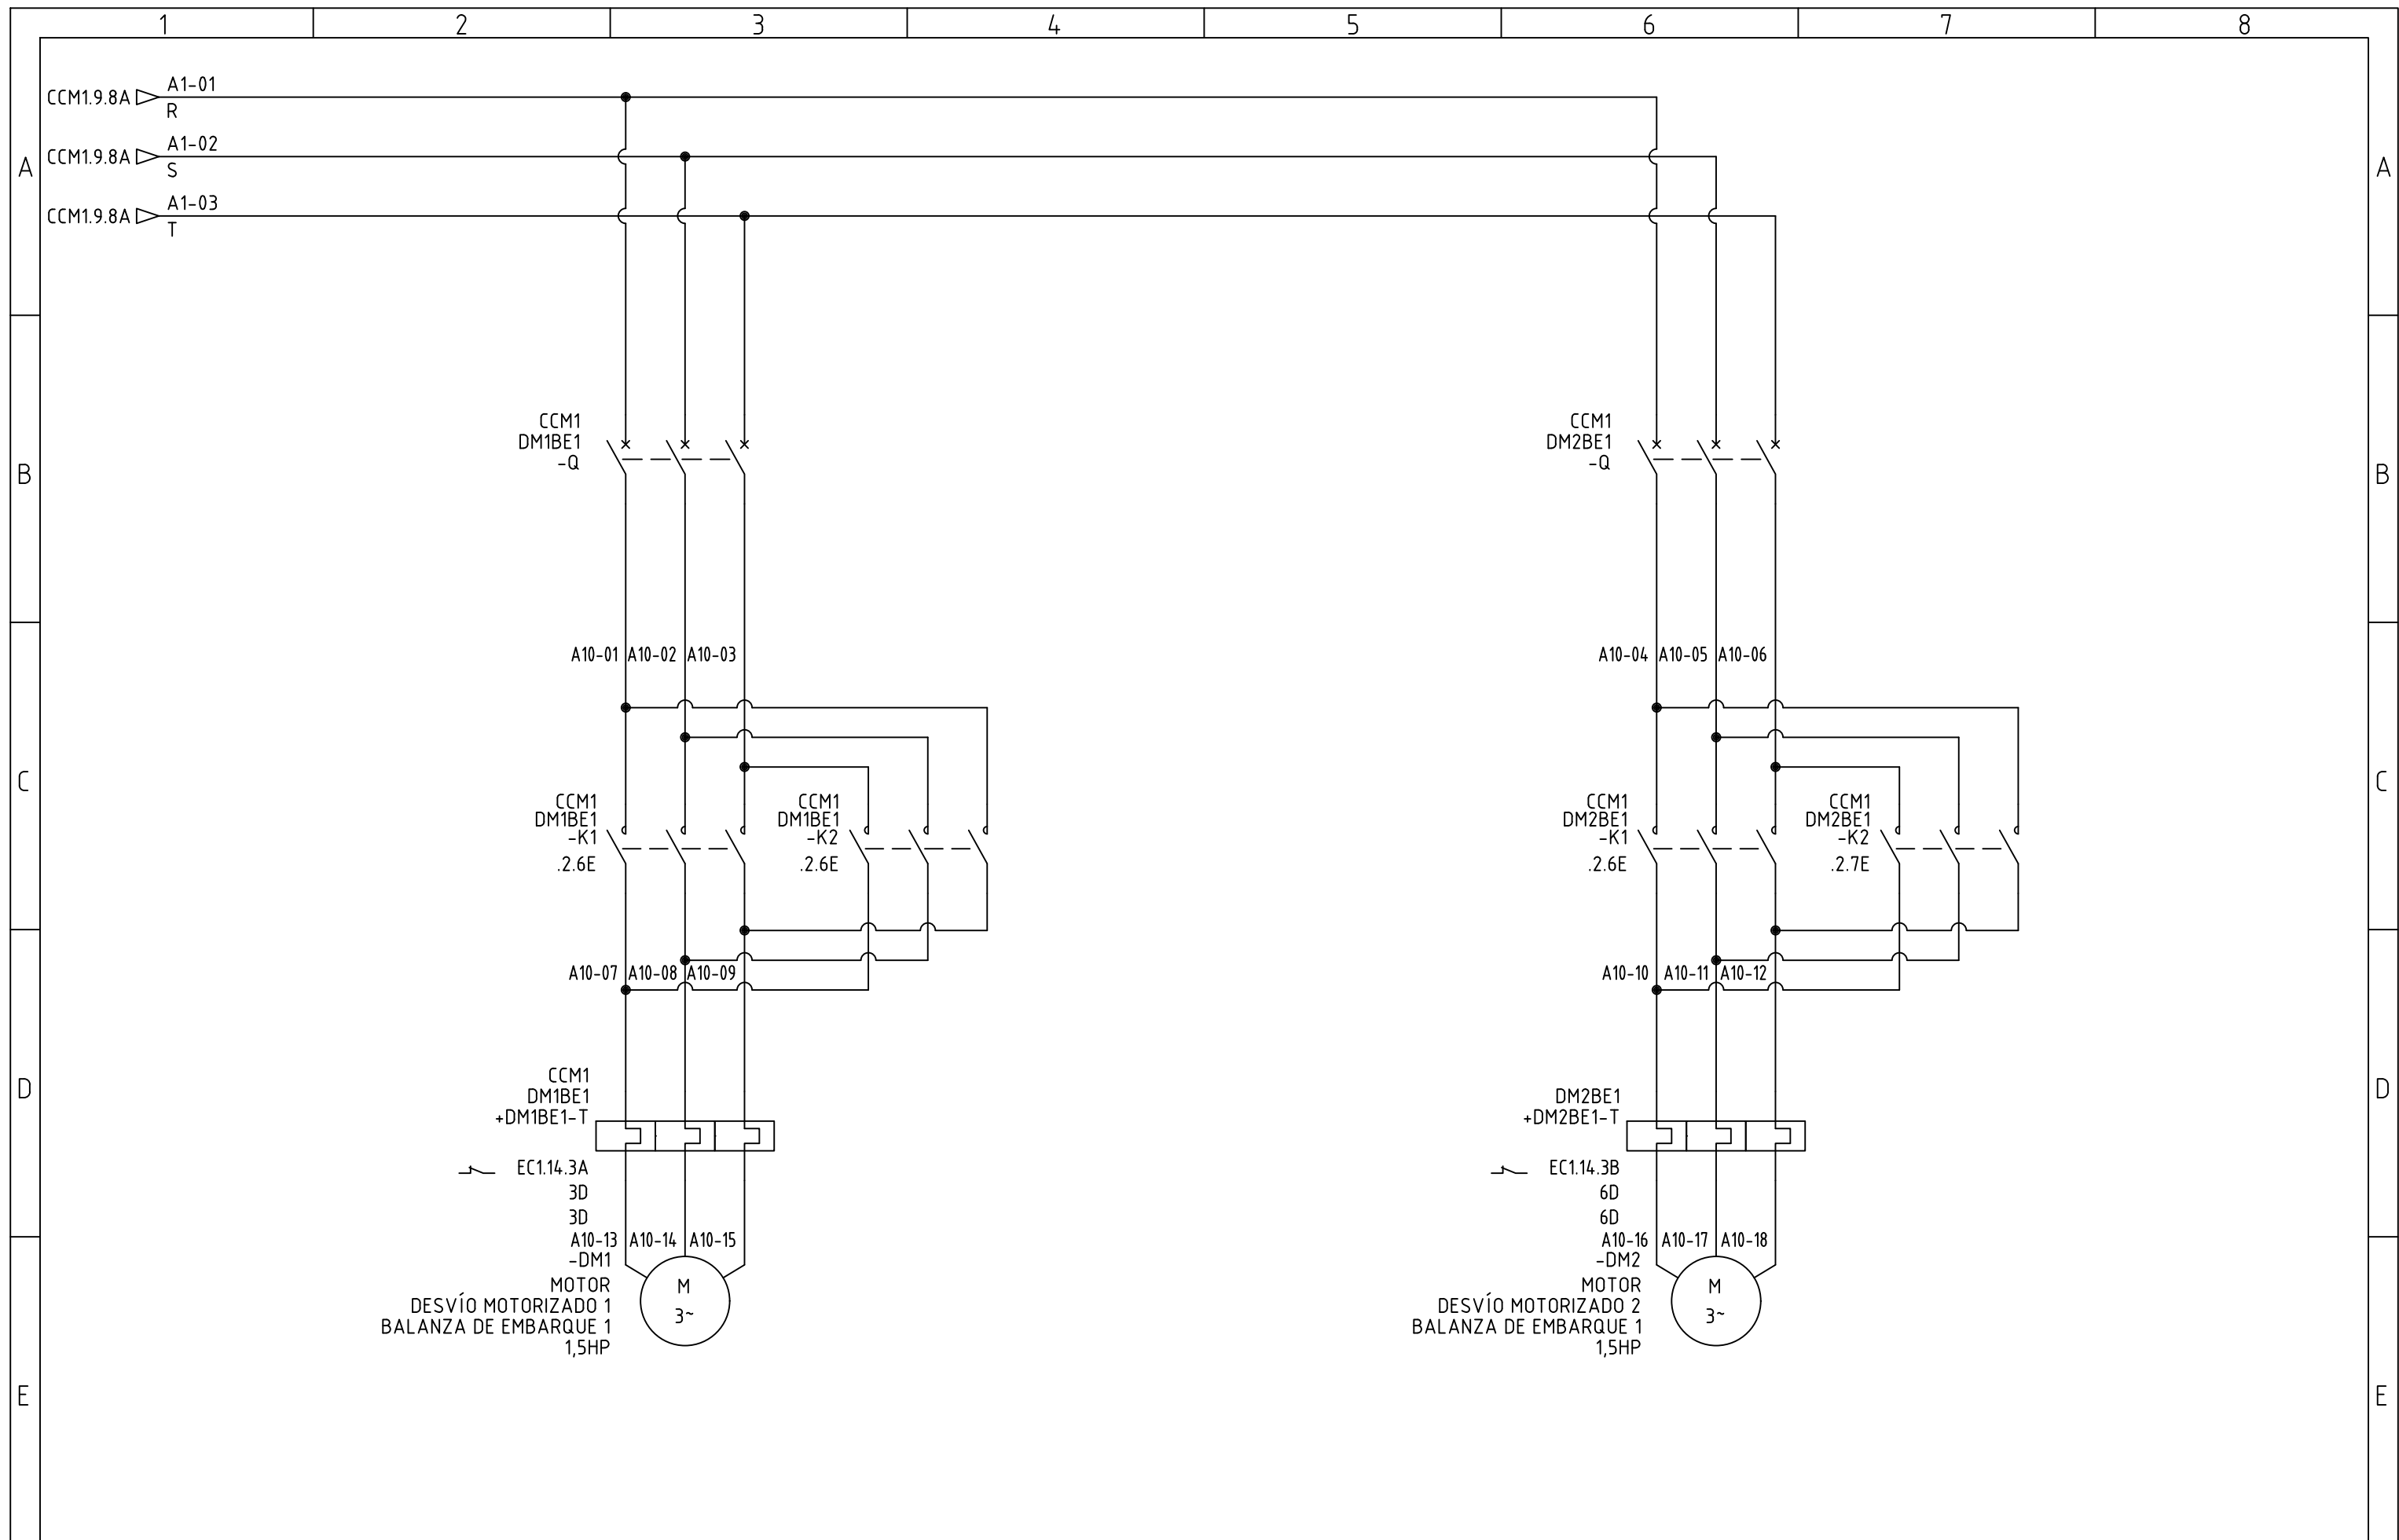 1 2 3 4 5 6 7 8
CCM1.9.8A A1-01
R
CCM1.9.8A A1-02
S
A A
CCM1.9.8A A1-03
T
CCM1
DM1BE1
-Q
CCM1
DM2BE1
-Q
B B
A10-01 A10-02 A10-03
A10-04 A10-05 A10-06
C C
CCM1
DM1BE1
-K1
.2.6E
CCM1
DM1BE1
-K2
.2.6E
CCM1
DM2BE1
-K1
.2.6E
CCM1
DM2BE1
-K2
.2.7E
A10-07 A10-08 A10-09
A10-10 A10-11 A10-12
D D
CCM1
DM1BE1
+DM1BE1-T
EC1.14.3A
3D
3D
DM2BE1
+DM2BE1-T
EC1.14.3B
6D
6D
A10-13 A10-14 A10-15
-DM1
MOTOR
DESVÍO MOTORIZADO 1
BALANZA DE EMBARQUE 1
1,5HP
M
3~
A10-16 A10-17 A10-18
-DM2
MOTOR
DESVÍO MOTORIZADO 2
BALANZA DE EMBARQUE 1
1,5HP
M
3~
E E